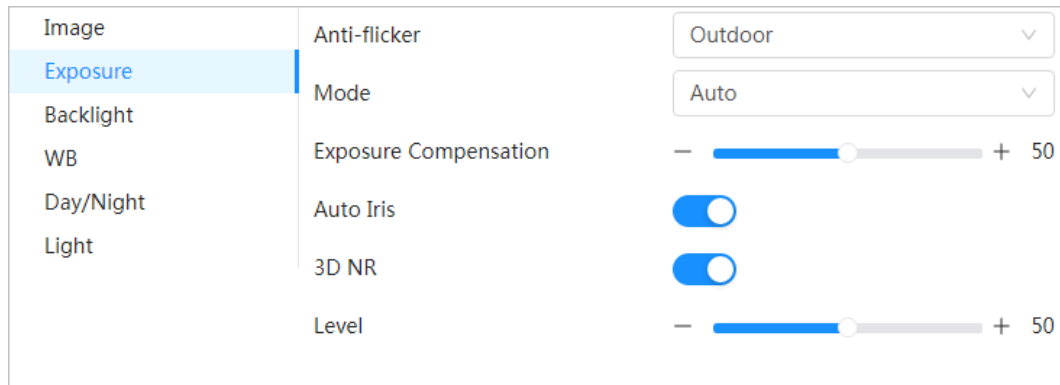 Image
Exposure
Backlight
WB
Day/Night
Light
Anti-flicker Outdoor
Mode Auto
Exposure Compensation − + 50
Auto Iris
3D NR
Level − + 50